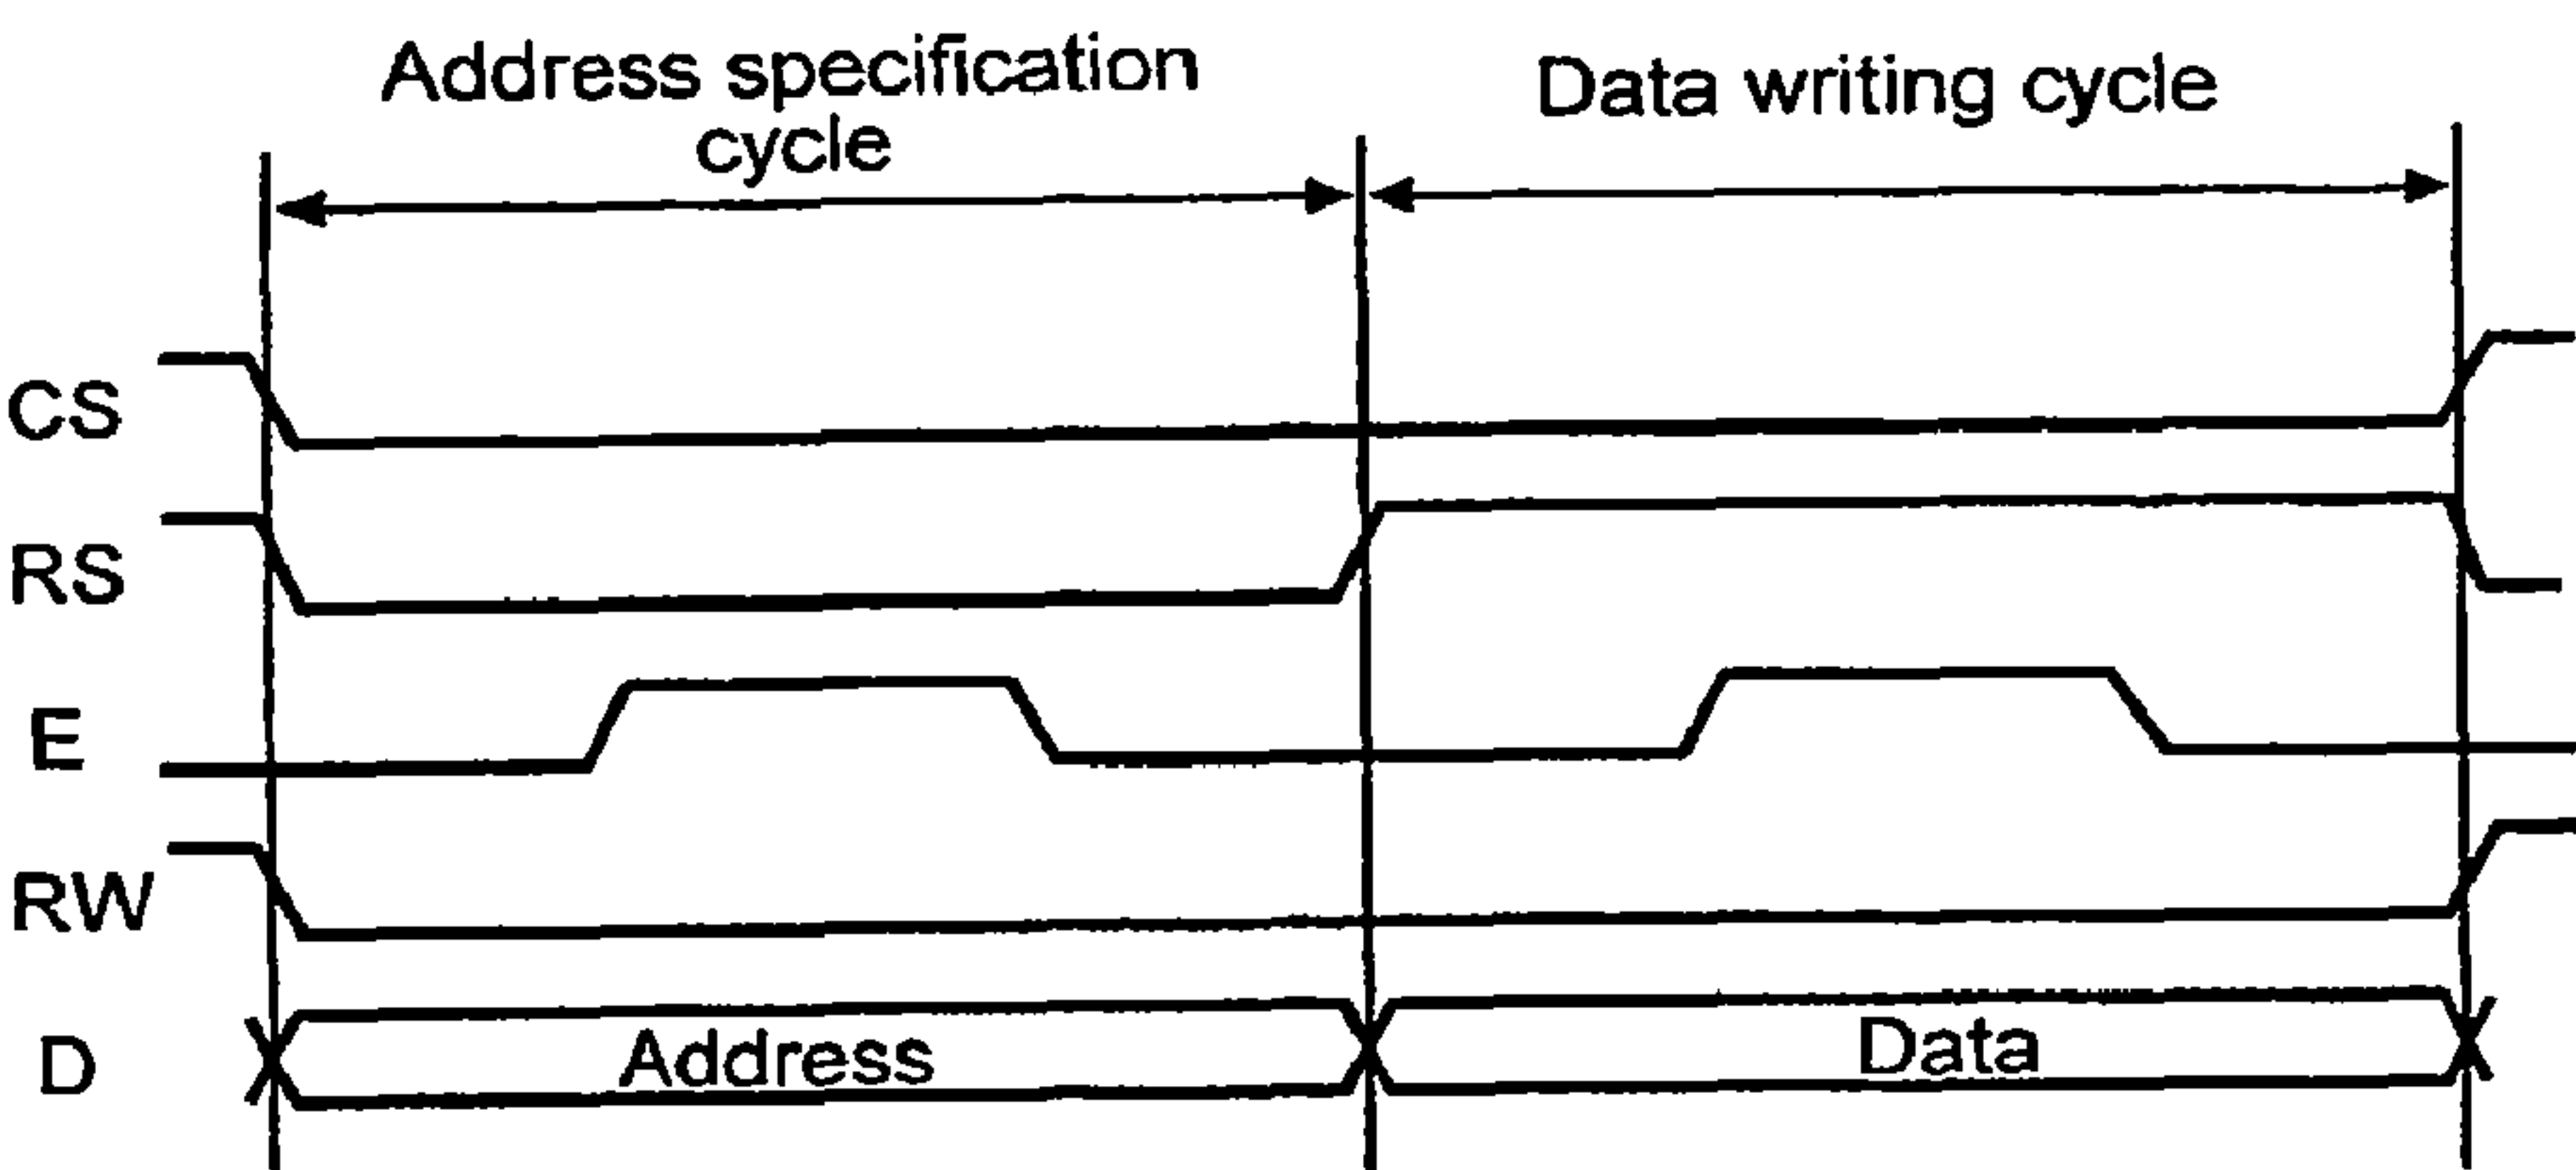 Address specification
cycle
Data writing cycle
CS
RS
E
RW
D
Address
Data